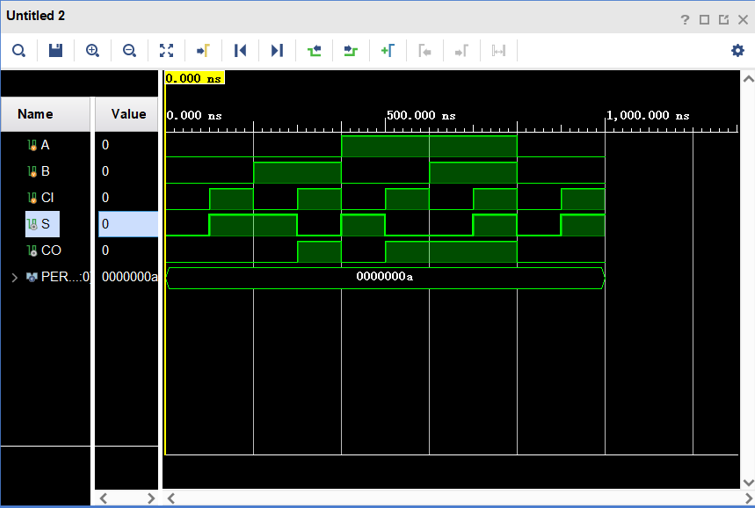 Untitled 2
0.000 ns
Name Value
0.000 ns 500.000 ns 1,000.000 ns
A 0
B 0
CI 0
S 0
CO 0
PER...:0] 0000000a 0000000a